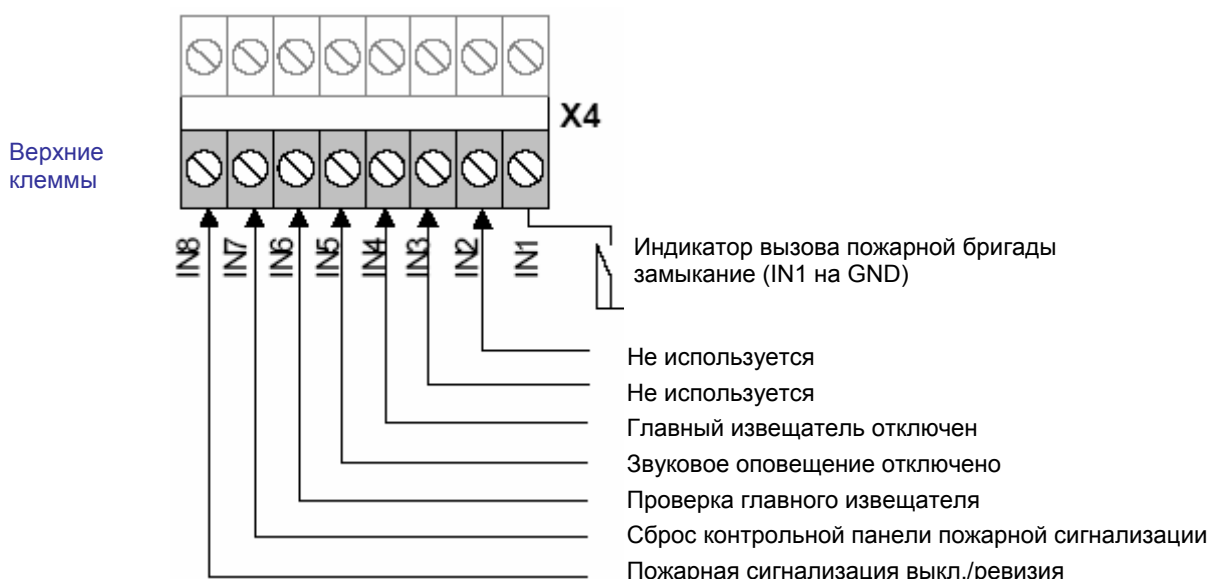 X4
Верхние
клеммы
IN8 IN7 IN6 IN5 IN4 IN3 IN2 IN1
Индикатор вызова пожарной бригады
замыкание (IN1 на GND)
Не используется
Не используется
Главный извещатель отключен
Звуковое оповещение отключено
Проверка главного извещателя
Сброс контрольной панели пожарной сигнализации
Пожарная сигнализация выкл./ревизия